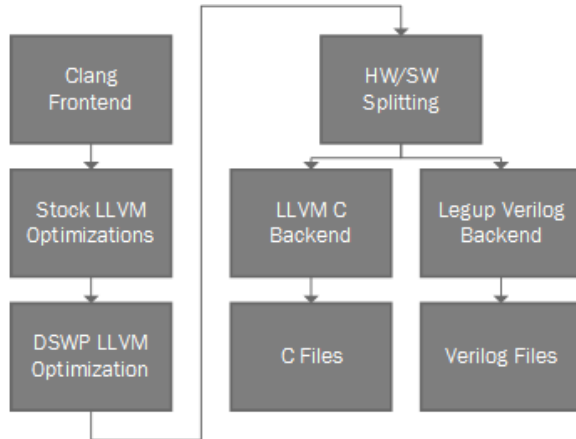 Clang
Frontend
Stock LLVM
Optimizations
DSWP LLVM
Optimization
HW/SW
Splitting
LLVM C
Backend
Legup Verilog
Backend
C Files
Verilog Files